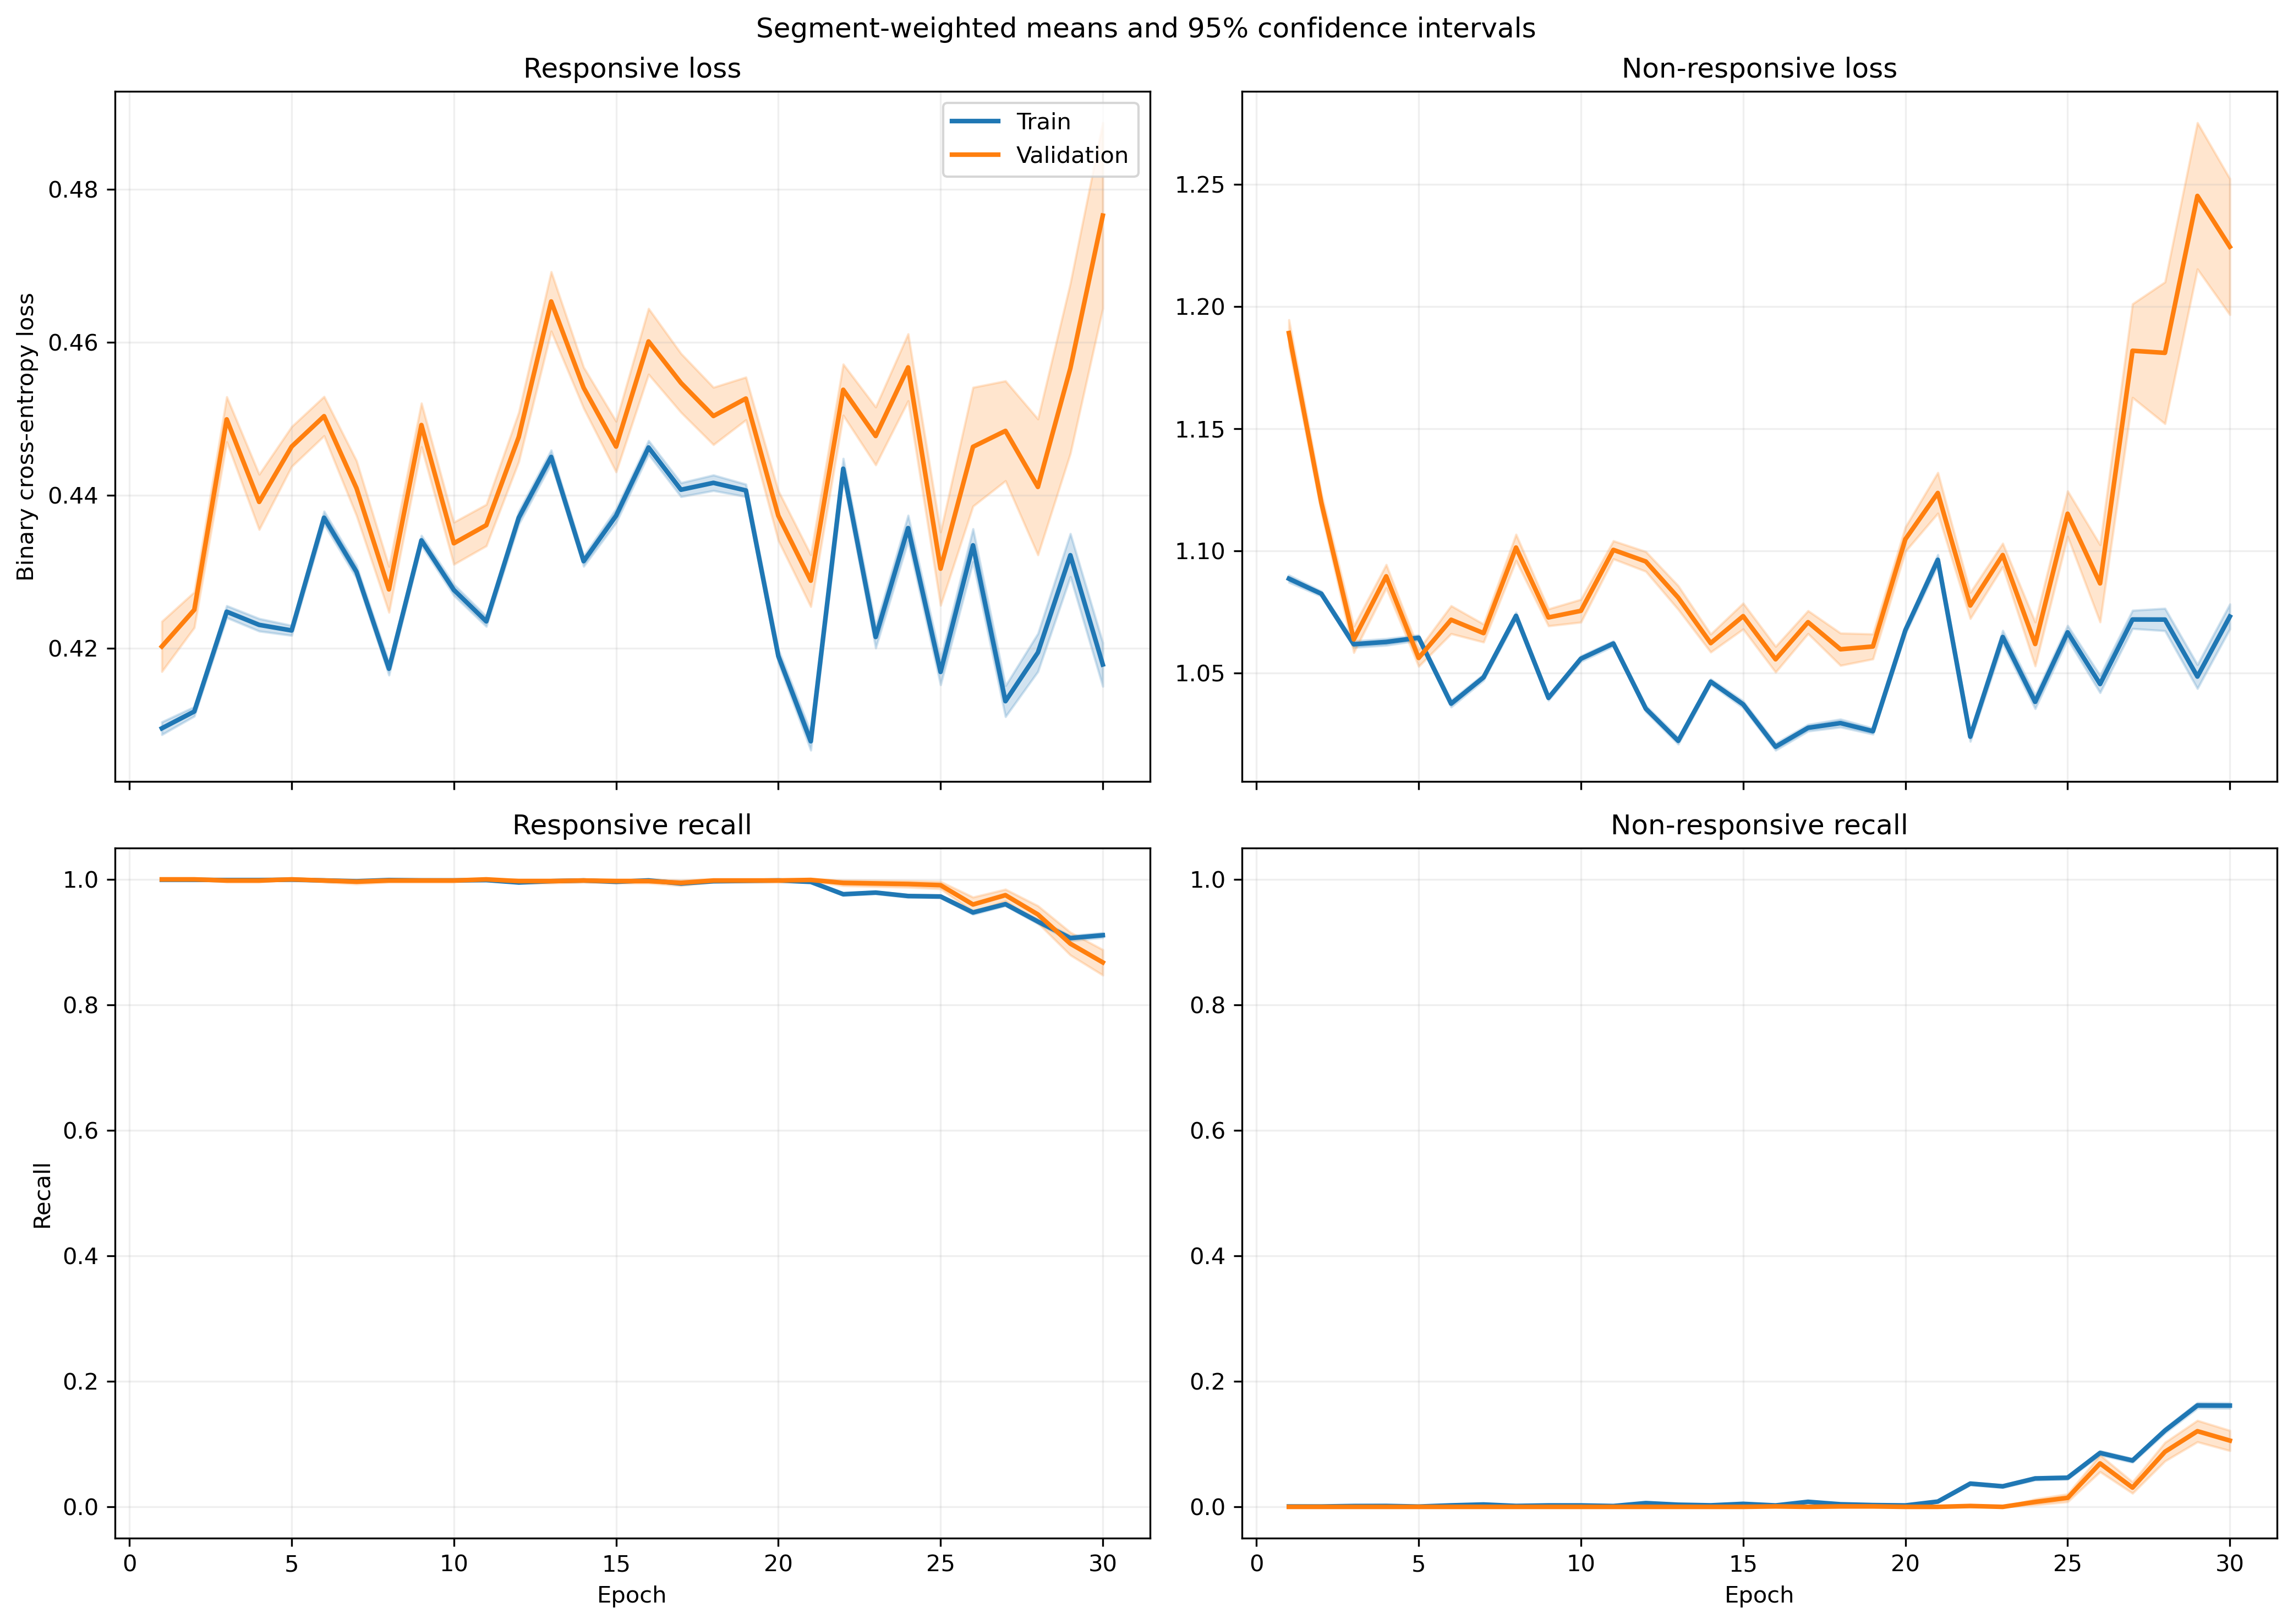 Segment-weighted means and 95% confidence intervals
Responsive loss
Non-responsive loss
Train
Validation
Binary cross-entropy loss
0.48
0.46
0.44
0.42
1.25
1.20
1.15
1.10
1.05
Responsive recall
Non-responsive recall
Recall
1.0
0.8
0.6
0.4
0.2
0.0
1.0
0.8
0.6
0.4
0.2
0.0
0 5 10 15 20 25 30
0 5 10 15 20 25 30
Epoch
Epoch